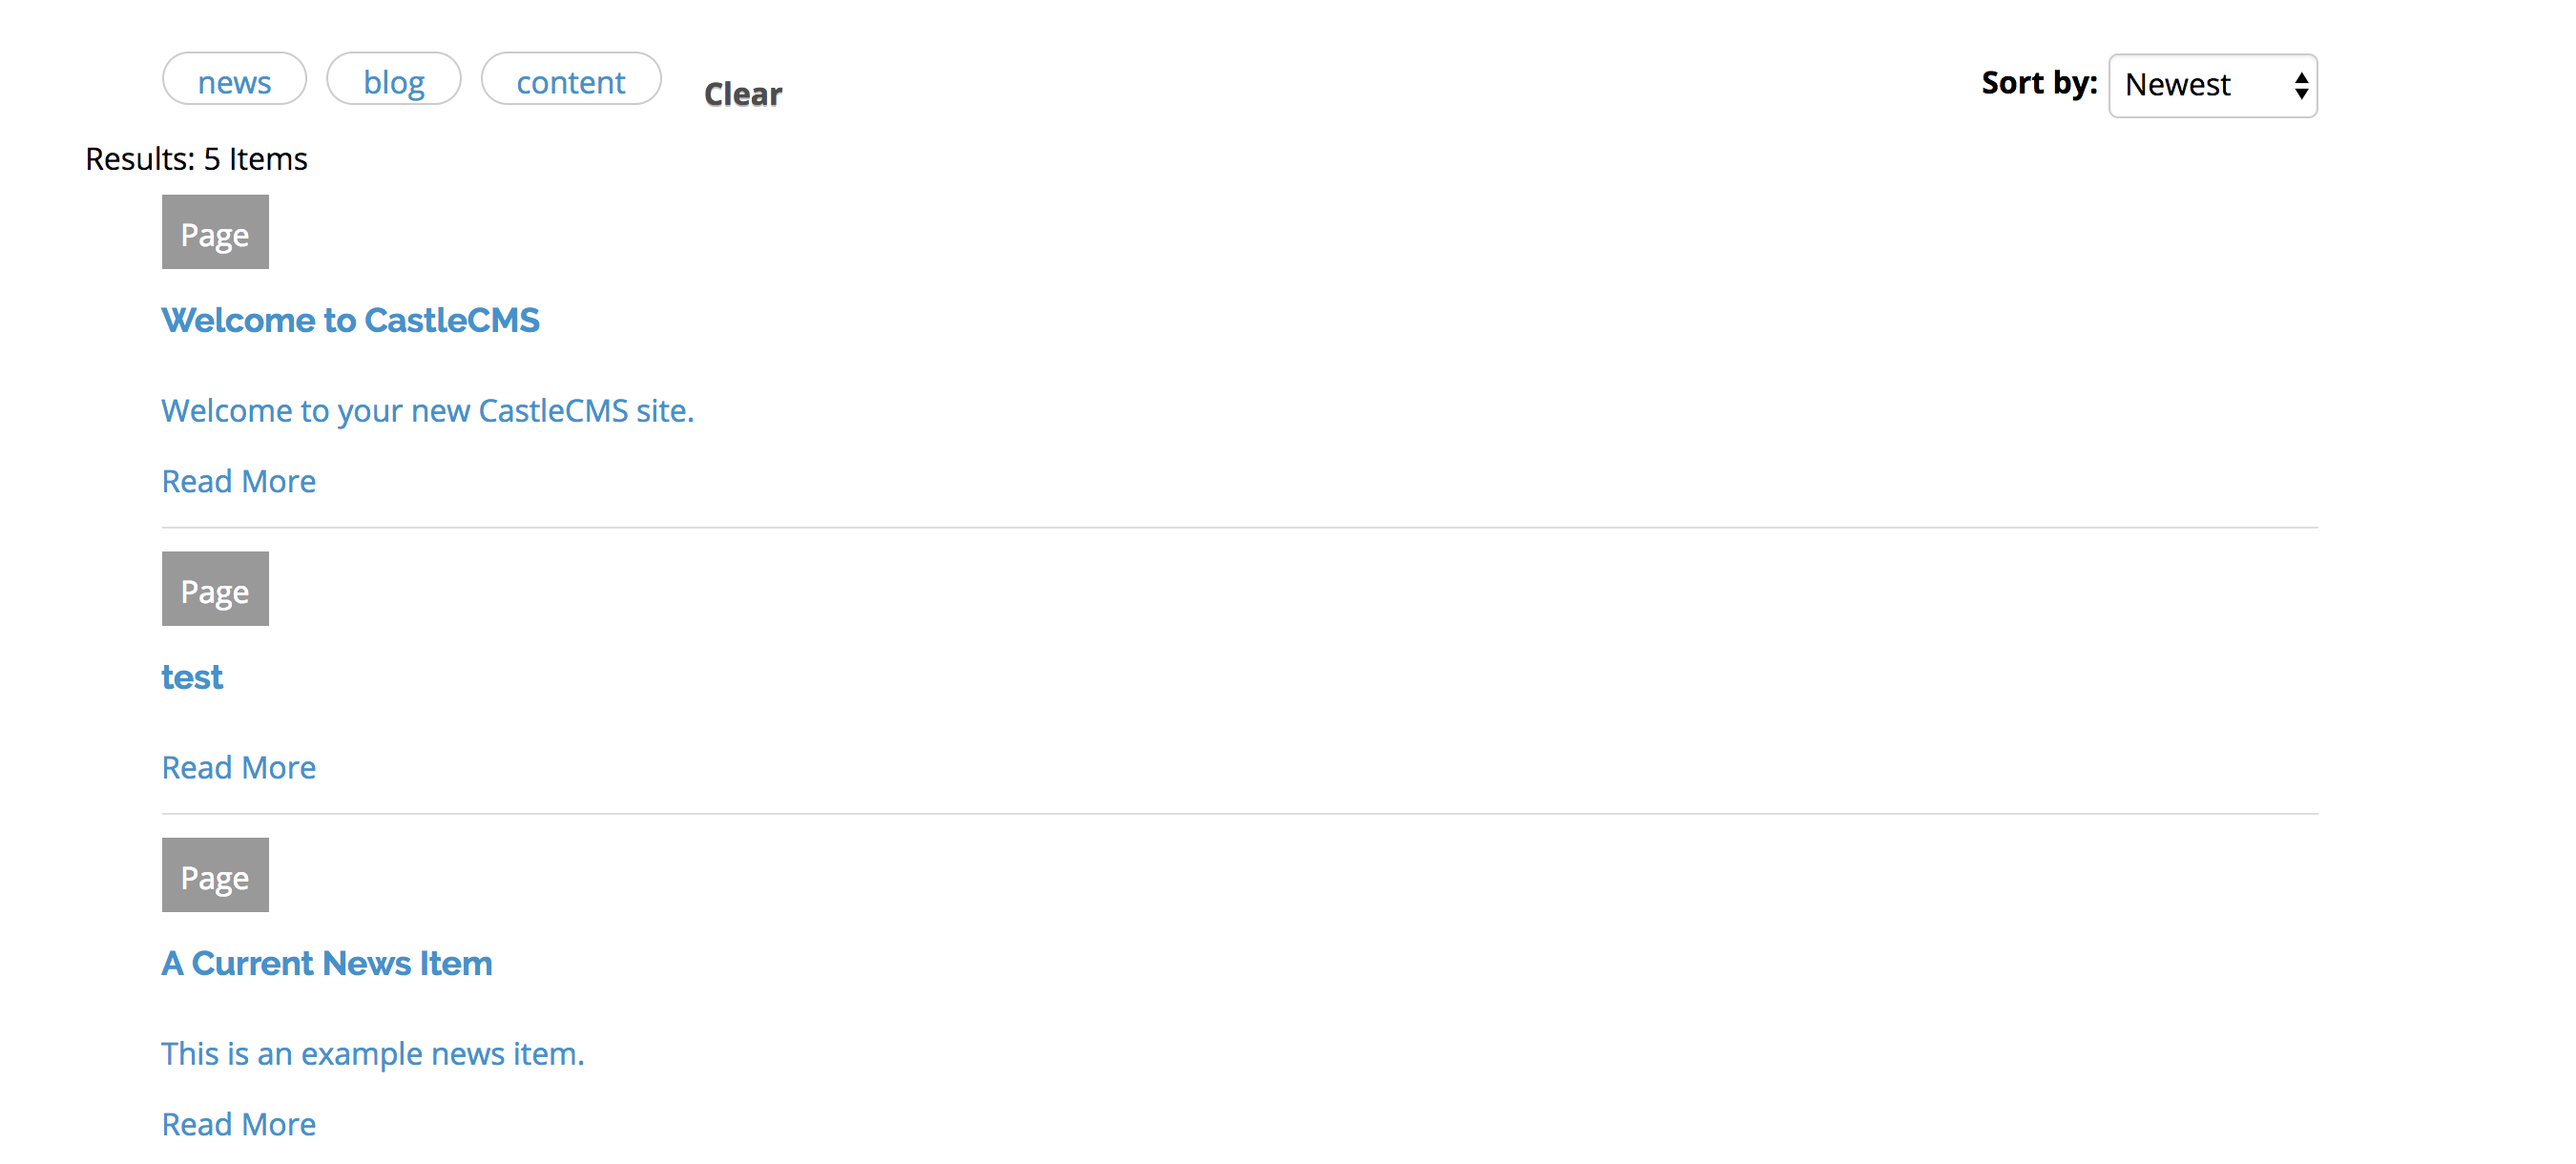 news blog content Clear Sort by: Newest
Results: 5 Items
Page
Welcome to CastleCMS
Welcome to your new CastleCMS site.
Read More
Page
test
Read More
Page
A Current News Item
This is an example news item.
Read More